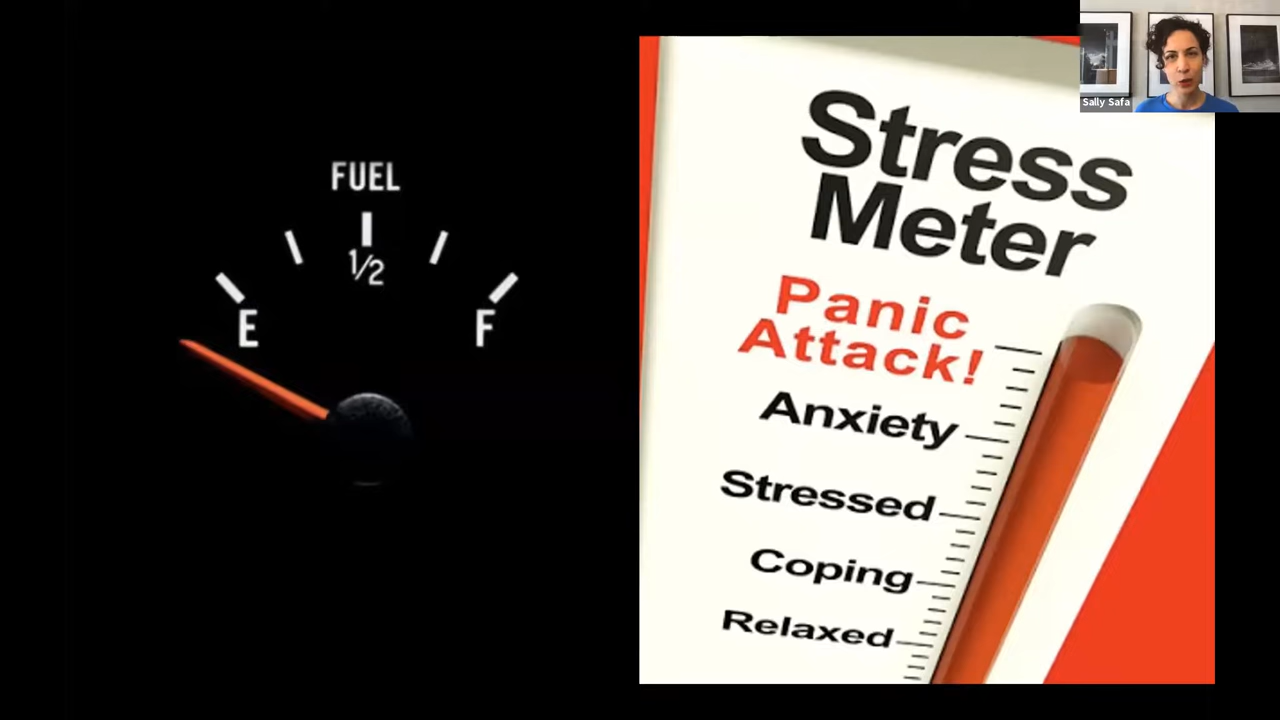 FUEL
1/2
E
F
Stress
Meter
Panic
Attack!
Anxiety
Stressed
Coping
Relaxed
Sally Safa